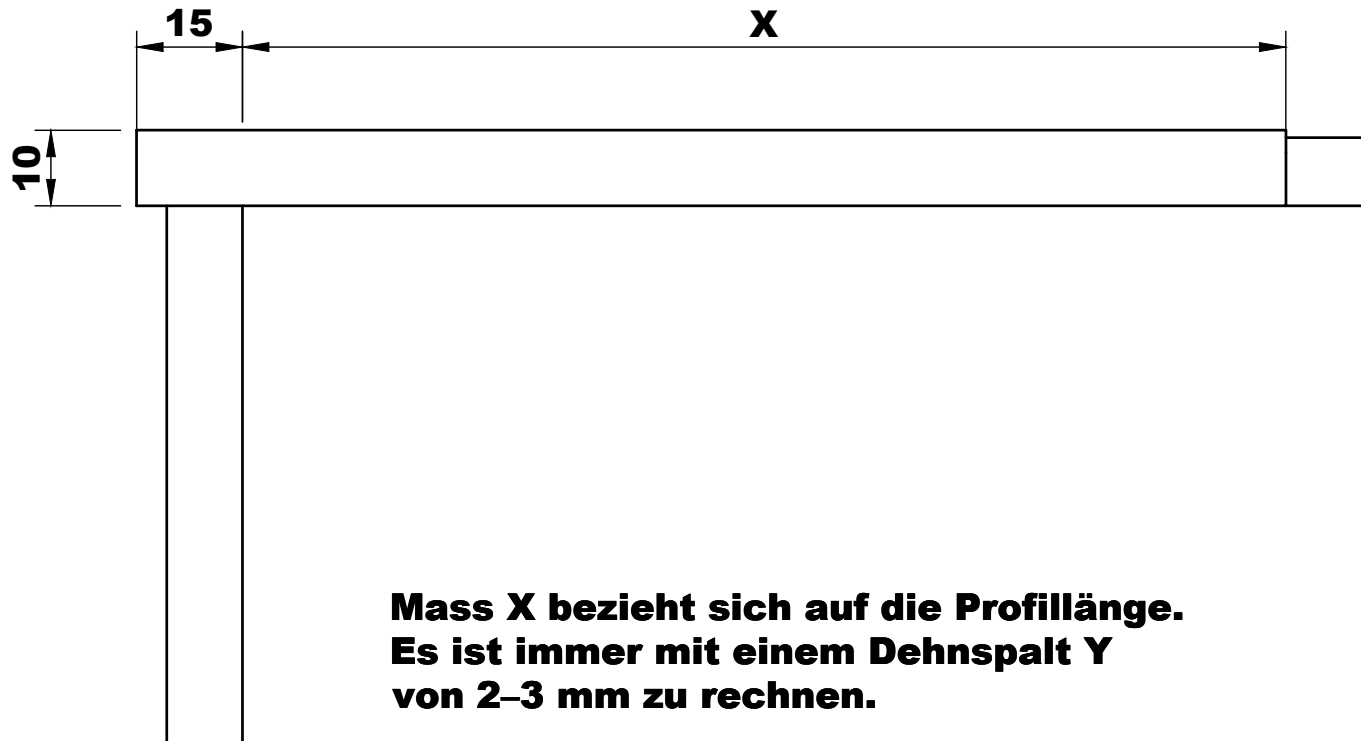 15
X
10
Mass X bezieht sich auf die Profillänge.
Es ist immer mit einem Dehnspalt Y
von 2–3 mm zu rechnen.